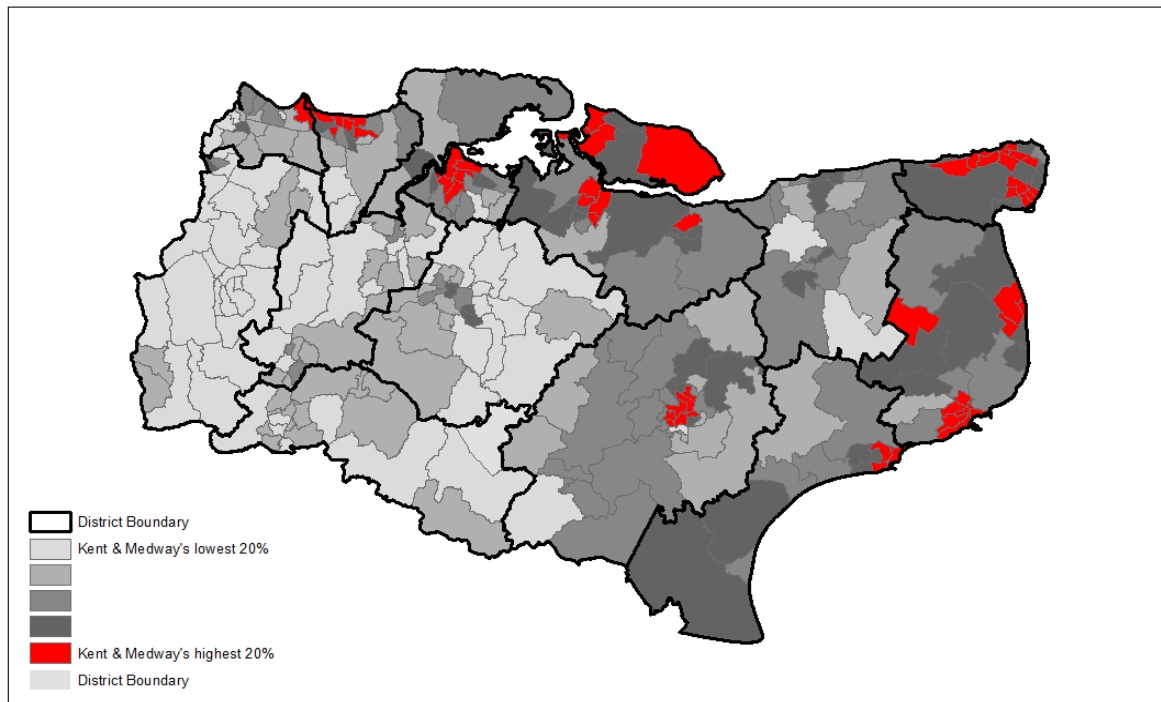 District Boundary
Kent & Medway's lowest 20%
Kent & Medway's highest 20%
District Boundary